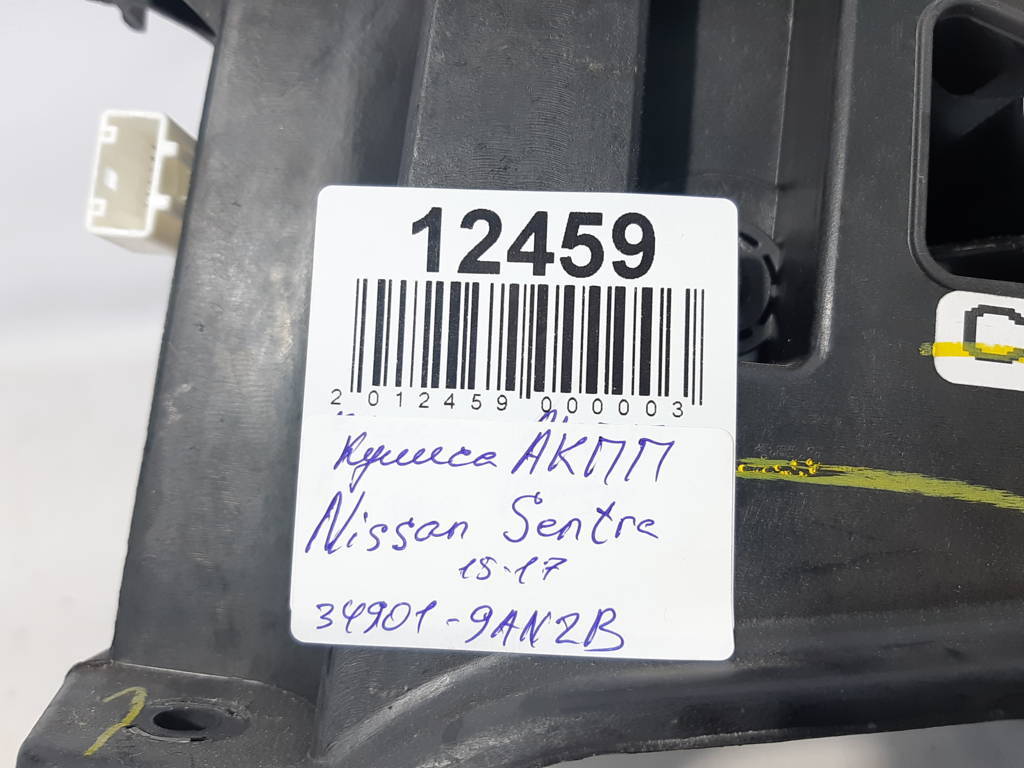 12459
2 012459 000003
Кулиса АКПП
Nissan Sentra
15-17
34901-9AN2B